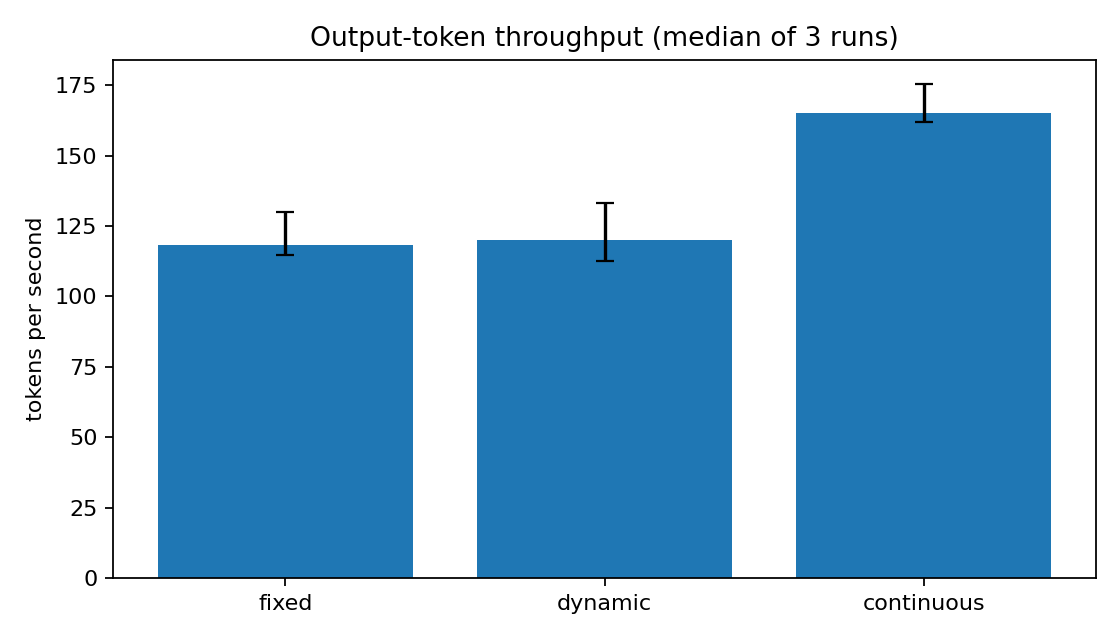 Output-token throughput (median of 3 runs)
tokens per second
175
150
125
100
75
50
25
0
fixed
dynamic
continuous